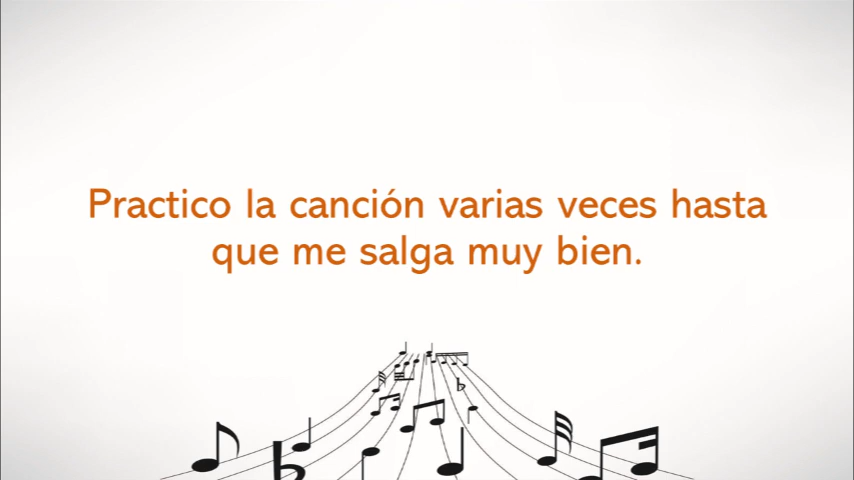 Practico la canción varias veces hasta
que me salga muy bien.